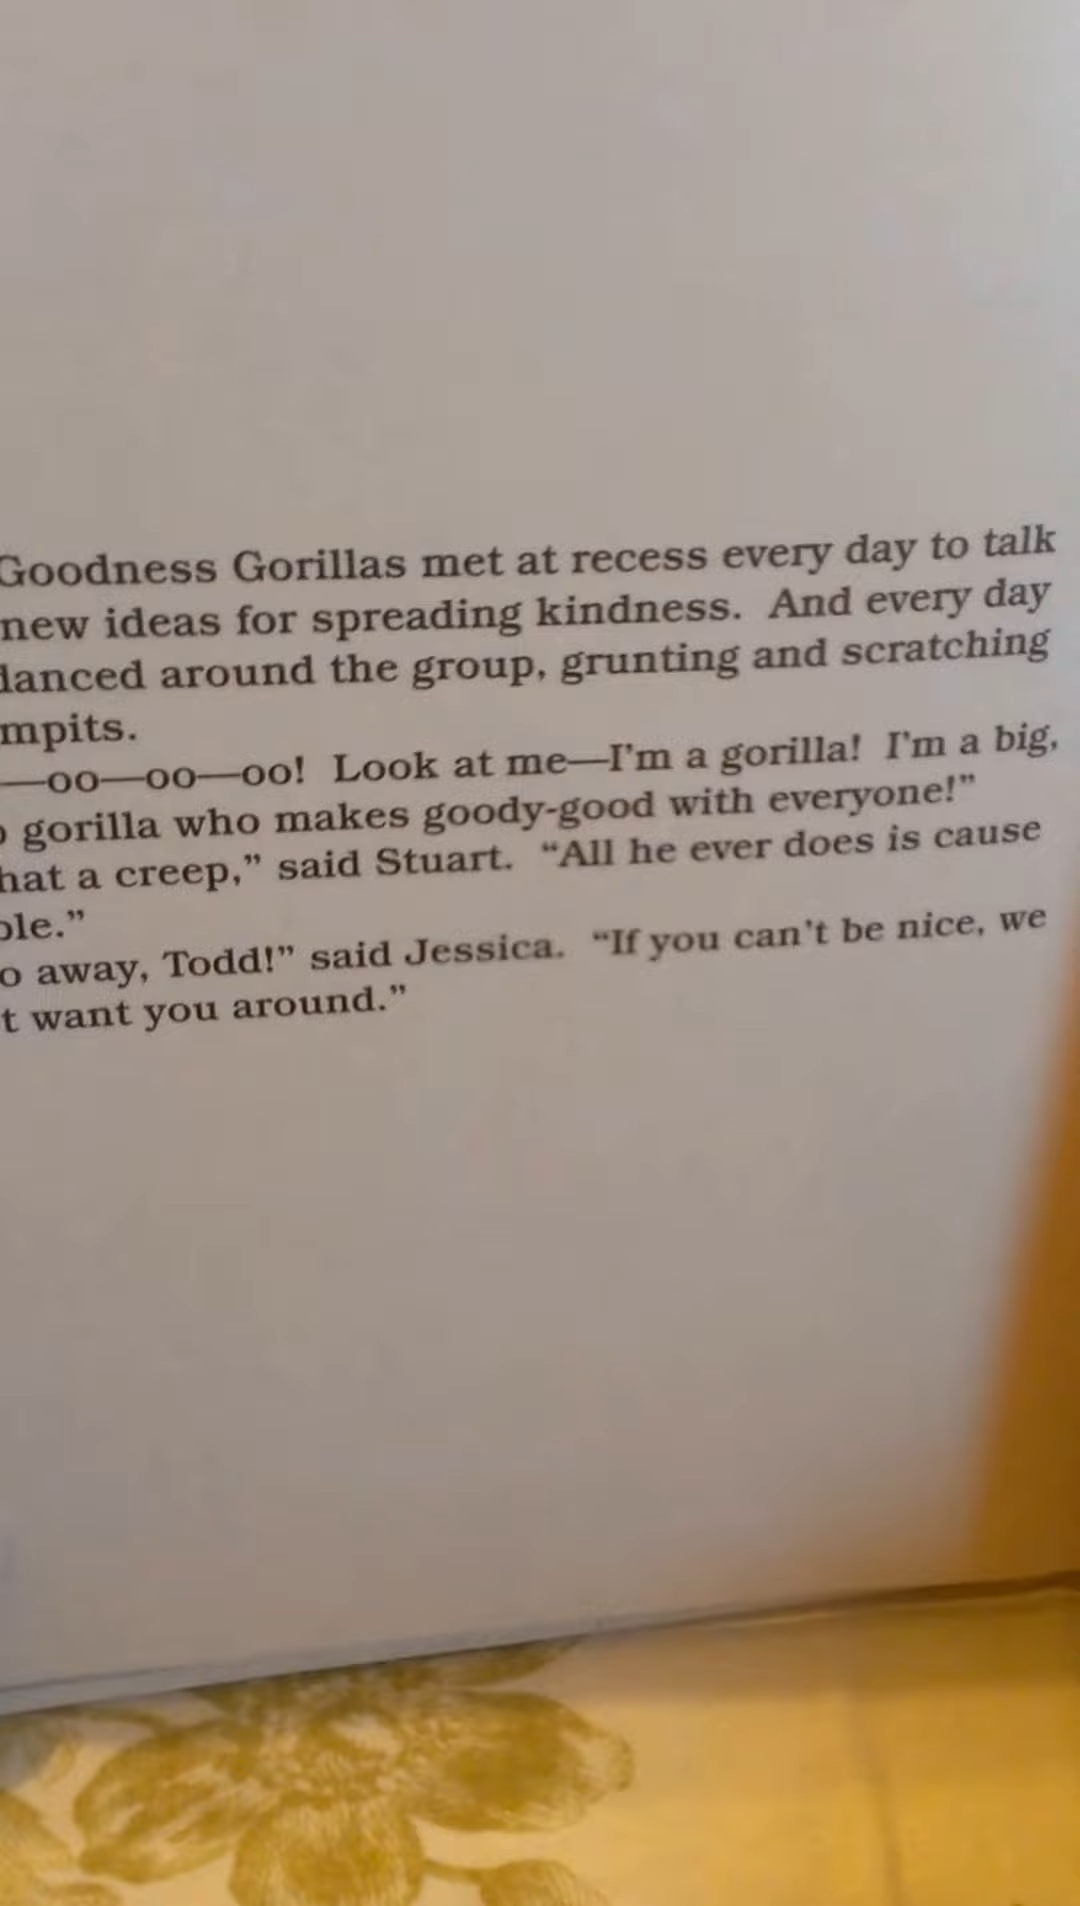 Goodness Gorillas met at recess every day to talk
new ideas for spreading kindness. And every day
danced around the group, grunting and scratching
mpits.
—oo—oo—oo! Look at me—I'm a gorilla! I'm a big,
gorilla who makes goody-good with everyone!”
hat a creep,” said Stuart. “All he ever does is cause
ble.”
o away, Todd!” said Jessica. “If you can't be nice, we
t want you around.”